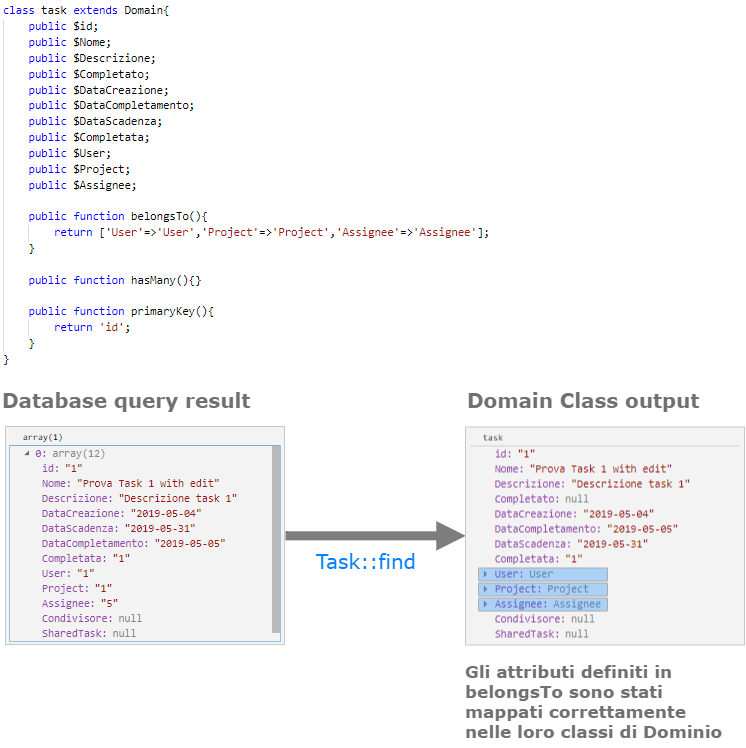 class task extends Domain{
public $id;
public $Nome;
public $Descrizione;
public $Completato;
public $DataCreazione;
public $DataCompletamento;
public $DataScadenza;
public $Completata;
public $User;
public $Project;
public $Assignee;
public function belongsTo(){
return ['User'=>'User','Project'=>'Project','Assignee'=>'Assignee'];
}
public function hasMany(){}
public function primaryKey(){
return 'id';
}
}
Database query result
array(1)
0: array(12)
id: "1"
Nome: "Prova Task 1 with edit"
Descrizione: "Descrizione task 1"
DataCreazione: "2019-05-04"
DataScadenza: "2019-05-31"
DataCompletamento: "2019-05-05"
Completata: "1"
User: "1"
Project: "1"
Assignee: "5"
Condivisore: null
SharedTask: null
Task::find
Domain Class output
task
id: "1"
Nome: "Prova Task 1 with edit"
Descrizione: "Descrizione task 1"
Completato: null
DataCreazione: "2019-05-04"
DataCompletamento: "2019-05-05"
DataScadenza: "2019-05-31"
Completata: "1"
User: User
Project: Project
Assignee: Assignee
Condivisore: null
SharedTask: null
Gli attributi definiti in
belongsTo sono stati
mappati correttamente
nelle loro classi di Dominio